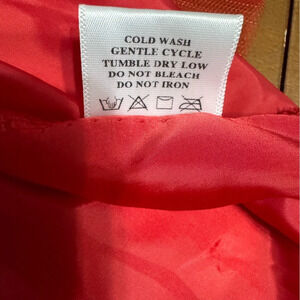 COLD WASH
GENTLE CYCLE
TUMBLE DRY LOW
DO NOT BLEACH
DO NOT IRON